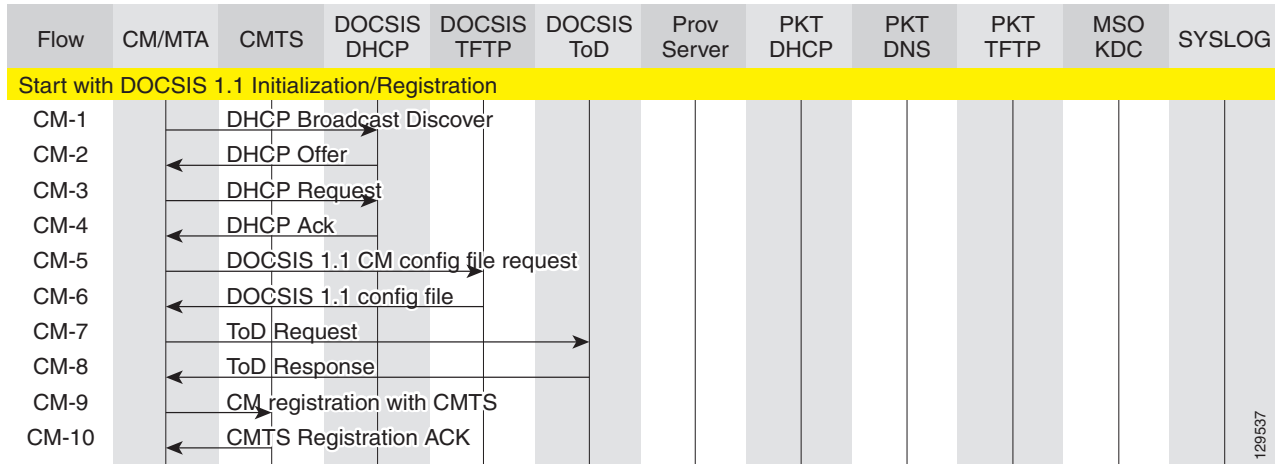 Flow CM/MTA CMTS DOCSIS DHCP DOCSIS TFTP DOCSIS ToD Prov Server PKT DHCP PKT DNS PKT TFTP MSO KDC SYSLOG
Start with DOCSIS 1.1 Initialization/Registration
CM-1 DHCP Broadcast Discover
CM-2 DHCP Offer
CM-3 DHCP Request
CM-4 DHCP Ack
CM-5 DOCSIS 1.1 CM config file request
CM-6 DOCSIS 1.1 config file
CM-7 ToD Request
CM-8 ToD Response
CM-9 CM registration with CMTS
CM-10 CMTS Registration ACK
129537